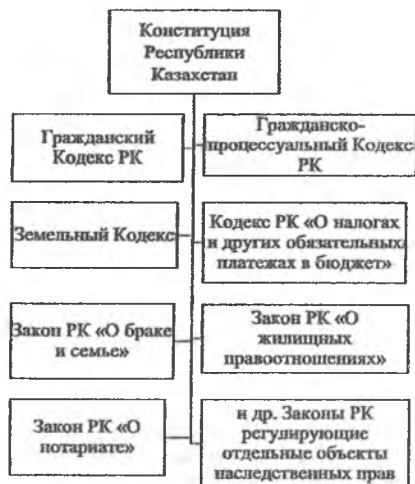 Конституция
Республики
Казахстан
Гражданский
Кодекс РК
Гражданско-
процессуальный Кодекс
РК
Земельный Кодекс
Кодекс РК «О налогах
и других обязательных
платежах в бюджет»
Закон РК «О браке
и семье»
Закон РК «О
жилищных
правоотношениях»
Закон РК «О
нотариате»
и др. Законы РК
регулирующие
отдельные объекты
наследственных прав